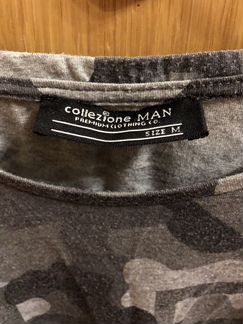 collezione MAN
PREMIUM CLOTHING CO.
SIZE M